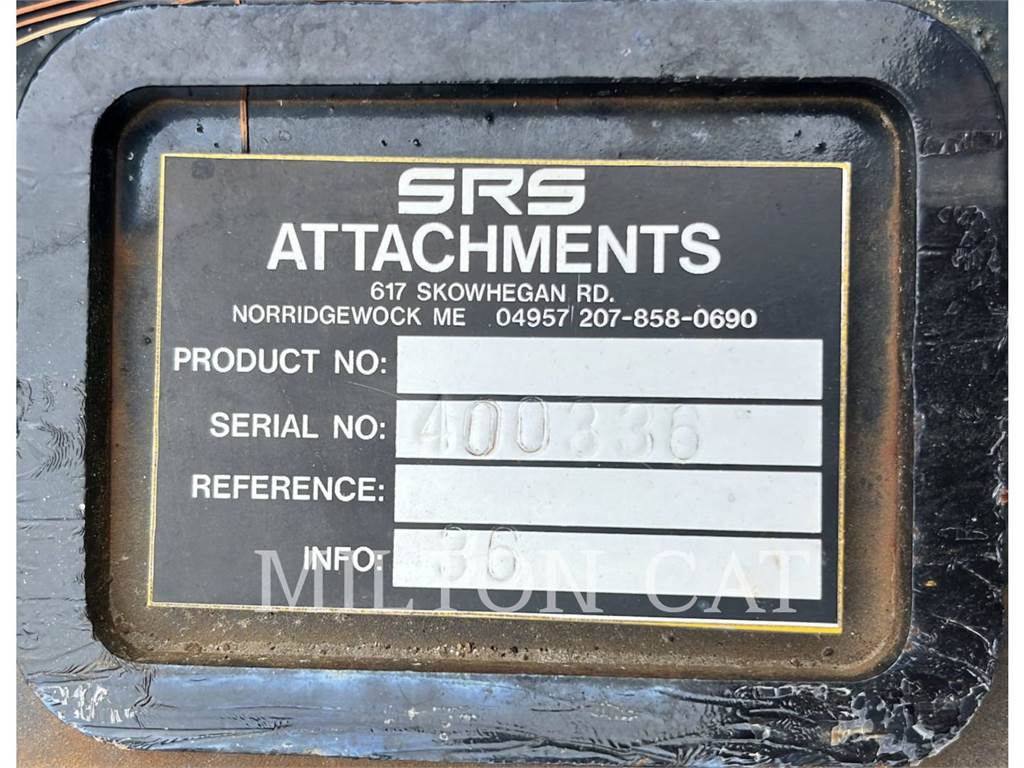 SRS
ATTACHMENTS
617 SKOWHEGAN RD.
NORRIDGEWOCK ME 04957 207-858-0690
PRODUCT NO:
SERIAL NO: 400336
REFERENCE:
INFO: 36
MILTON CAT